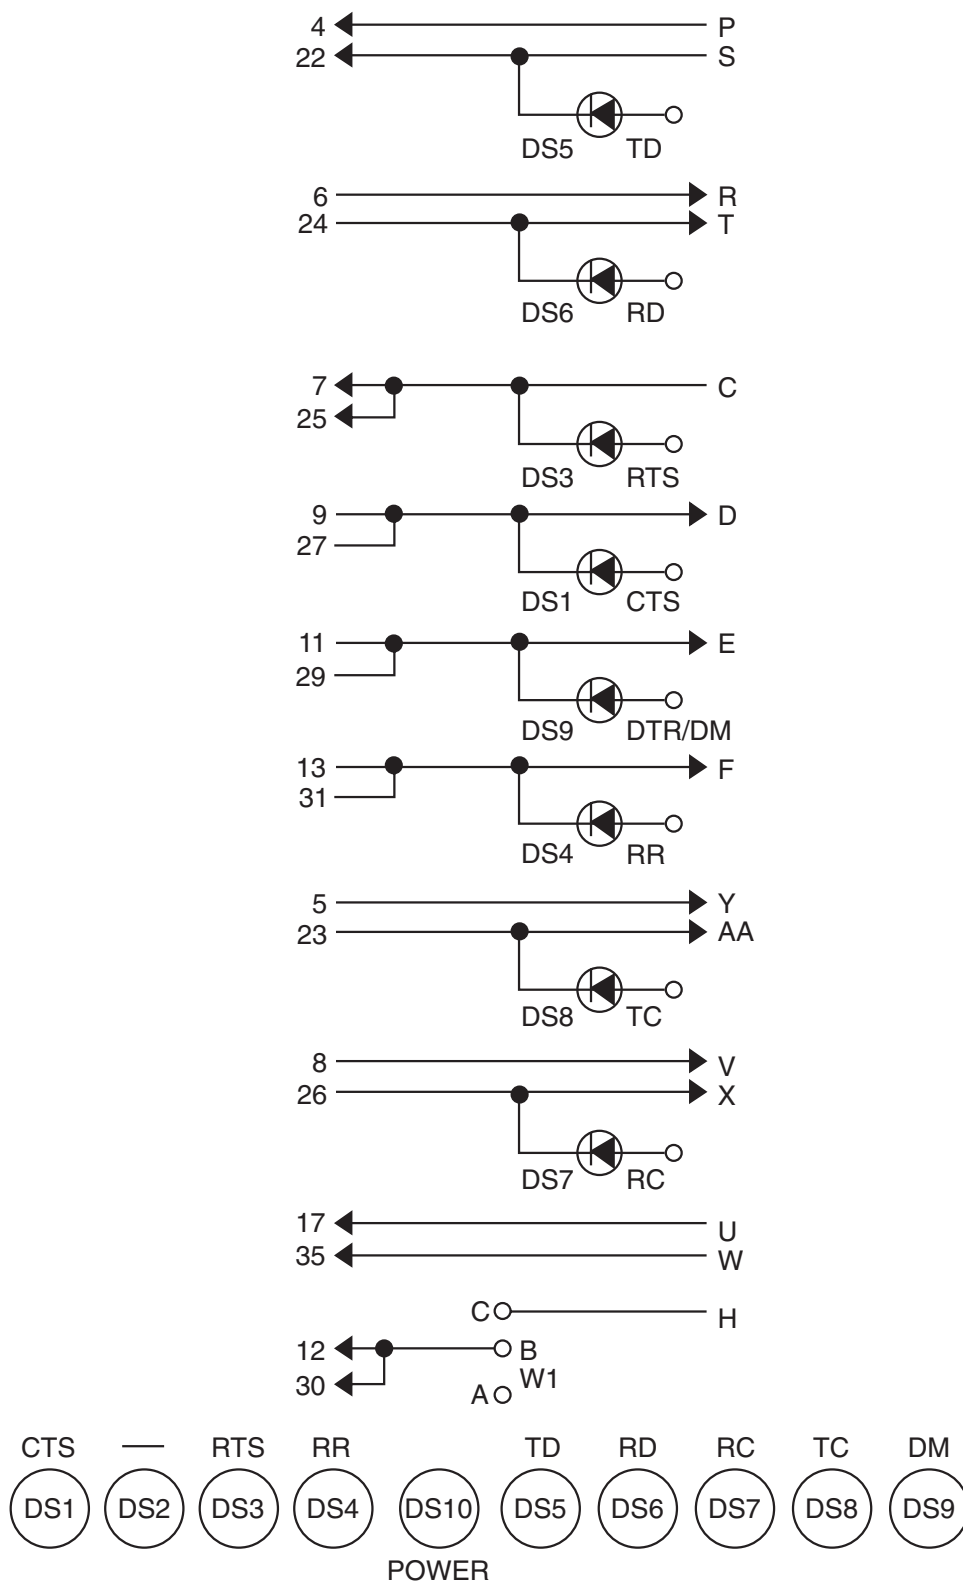 4 P
22 S
DS5 TD
6 R
24 T
DS6 RD
7 C
25
DS3 RTS
9 D
27
DS1 CTS
11 E
29
DS9 DTR/DM
13 F
31
DS4 RR
5 Y
23 AA
DS8 TC
8 V
26 X
DS7 RC
17 U
35 W
C H
12 B
W1
30 A
CTS — RTS RR TD RD RC TC DM
DS1 DS2 DS3 DS4 DS10 DS5 DS6 DS7 DS8 DS9
POWER